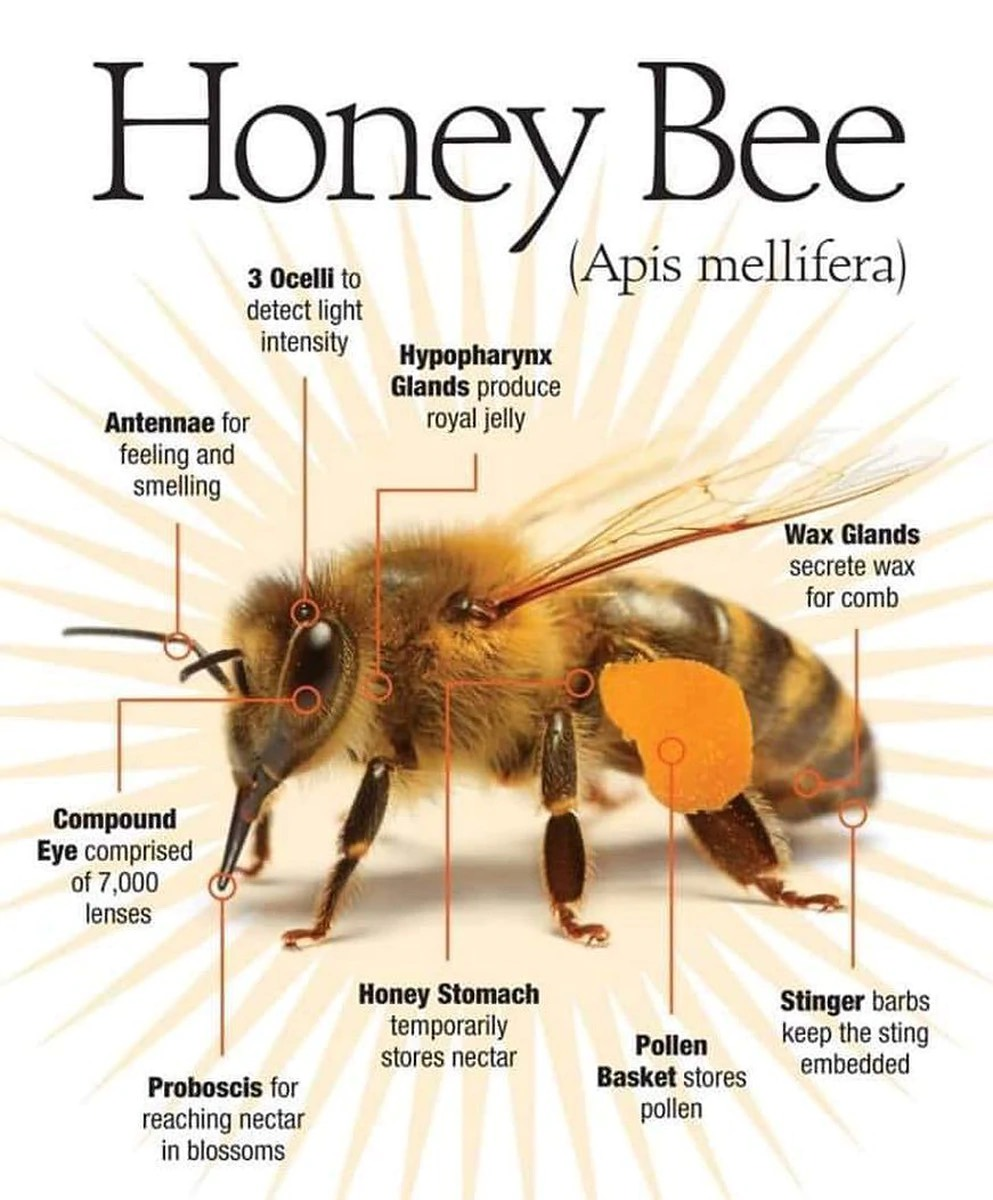 Honey Bee
(Apis mellifera)
3 Ocelli to
detect light
intensity
Hypopharynx
Glands produce
royal jelly
Antennae for
feeling and
smelling
Wax Glands
secrete wax
for comb
Compound
Eye comprised
of 7,000
lenses
Honey Stomach
temporarily
stores nectar
Stinger barbs
keep the sting
embedded
Pollen
Basket stores
pollen
Proboscis for
reaching nectar
in blossoms